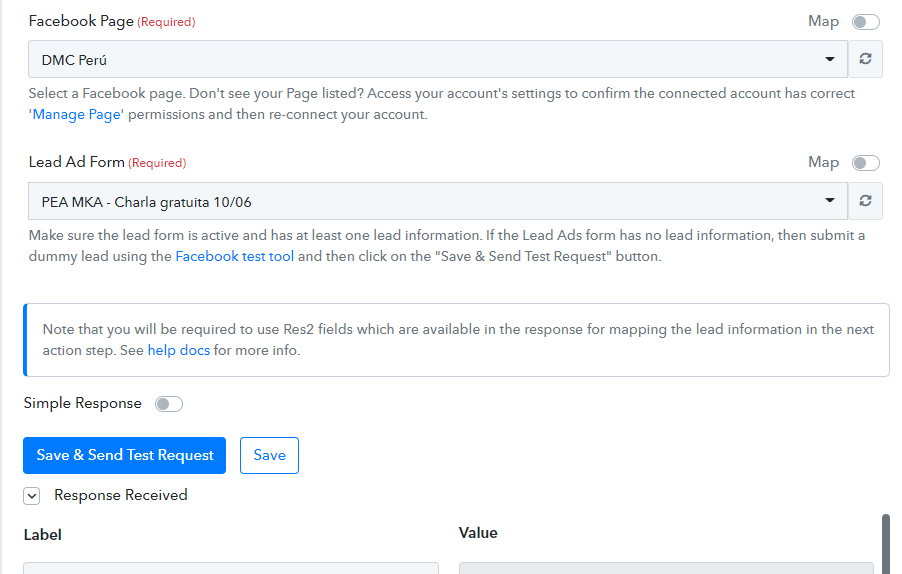 Facebook Page (Required) Map
DMC Perú
Select a Facebook page. Don't see your Page listed? Access your account's settings to confirm the connected account has correct
'Manage Page' permissions and then re-connect your account.
Lead Ad Form (Required) Map
PEA MKA - Charla gratuita 10/06
Make sure the lead form is active and has at least one lead information. If the Lead Ads form has no lead information, then submit a
dummy lead using the Facebook test tool and then click on the "Save & Send Test Request" button.
Note that you will be required to use Res2 fields which are available in the response for mapping the lead information in the next
action step. See help docs for more info.
Simple Response
Save & Send Test Request Save
Response Received
Label Value